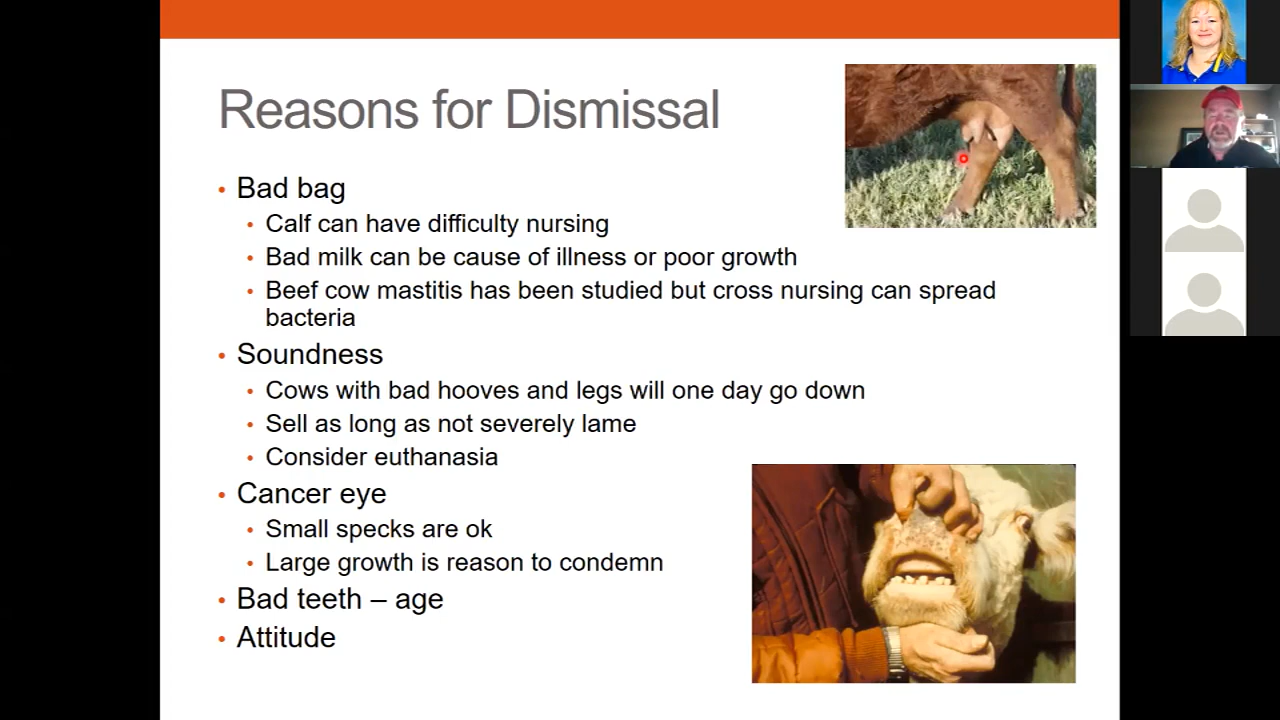 Reasons for Dismissal
• Bad bag
• Calf can have difficulty nursing
• Bad milk can be cause of illness or poor growth
• Beef cow mastitis has been studied but cross nursing can spread
bacteria
• Soundness
• Cows with bad hooves and legs will one day go down
• Sell as long as not severely lame
• Consider euthanasia
• Cancer eye
• Small specks are ok
• Large growth is reason to condemn
• Bad teeth – age
• Attitude